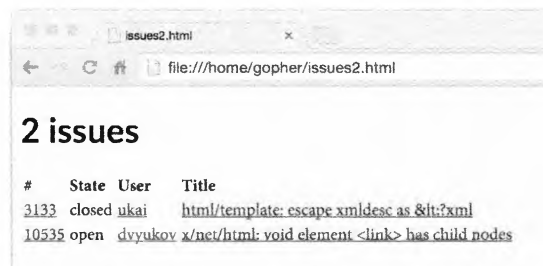 issues2.html
file:///home/gopher/issues2.html
2 issues
# State User Title
3133 closed ukai html/template: escape xmldesc as &lt;?xml
10535 open dvyukov x/net/html: void element <link> has child nodes